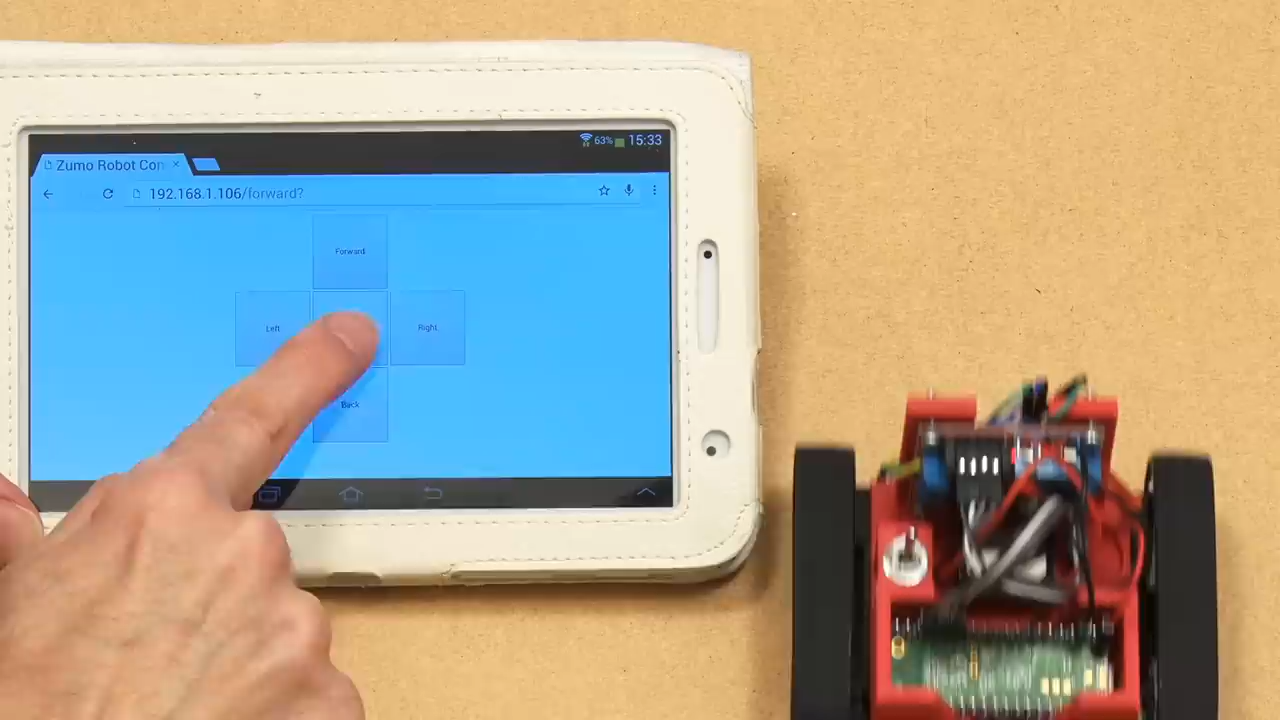 63% 15:33
Zumo Robot Con
192.168.1.106/forward?
Forward
Left
Right
Back